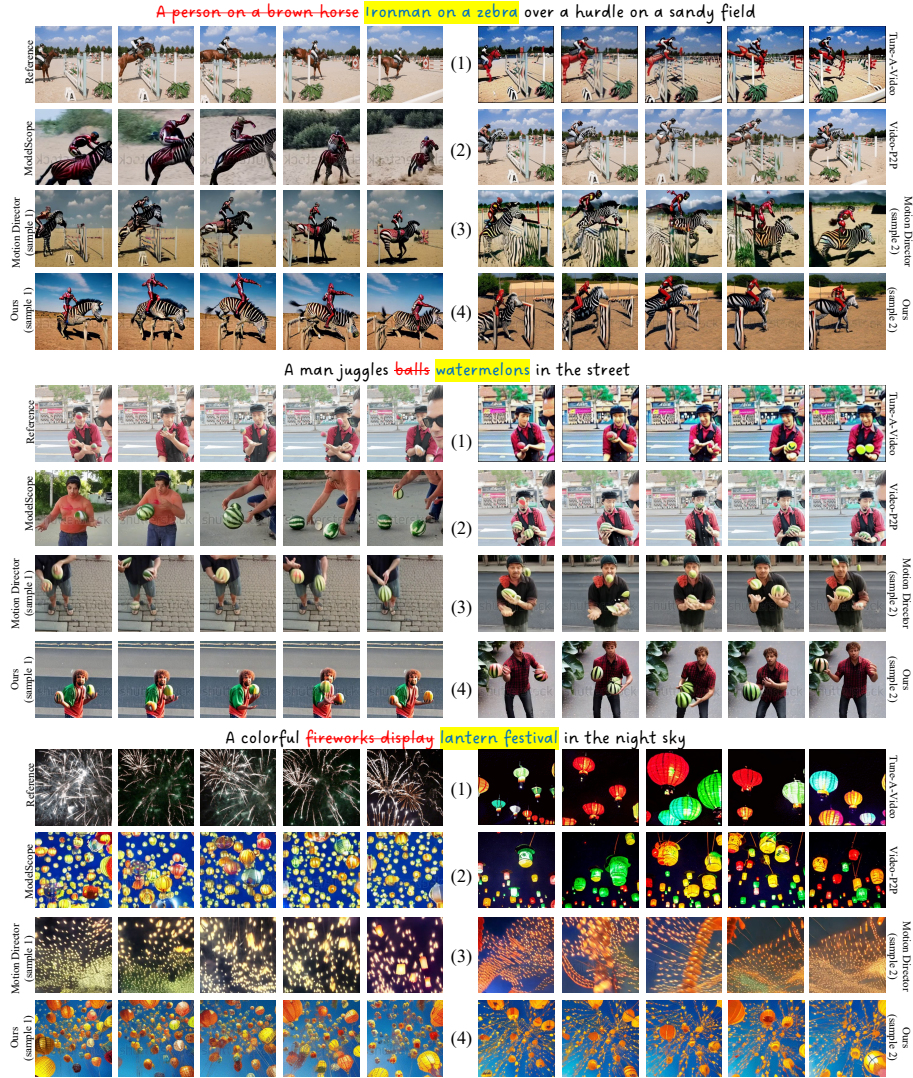 A person on a brown horse Ironman on a zebra over a hurdle on a sandy field
Reference
(1)
Tune-A-Video
ModelScope
(2)
Video-P2P
Motion Director
(sample 1)
(3)
Motion Director
(sample 2)
Ours
(sample 1)
(4)
Ours
(sample 2)
A man juggles balls watermelons in the street
Reference
(1)
Tune-A-Video
ModelScope
(2)
Video-P2P
Motion Director
(sample 1)
(3)
Motion Director
(sample 2)
Ours
(sample 1)
(4)
Ours
(sample 2)
A colorful fireworks display lantern festival in the night sky
Reference
(1)
Tune-A-Video
ModelScope
(2)
Video-P2P
Motion Director
(sample 1)
(3)
Motion Director
(sample 2)
Ours
(sample 1)
(4)
Ours
(sample 2)